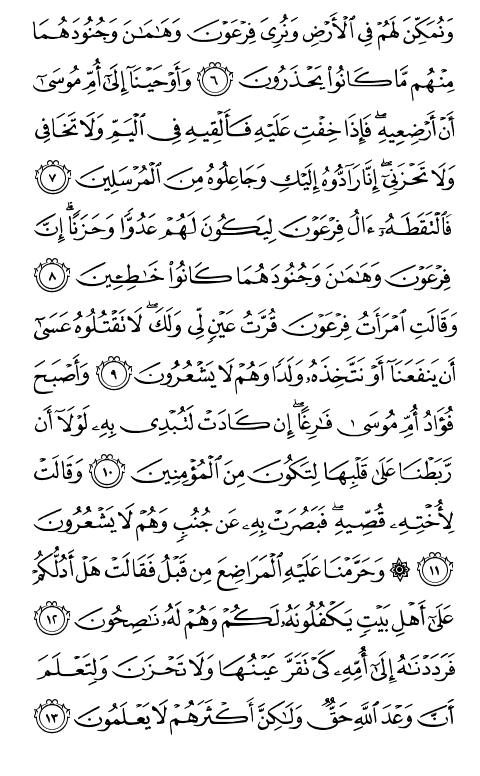 وَنُمَكِّنَ لَهُمۡ فِي ٱلۡأَرۡضِ وَنُرِيَ فِرۡعَوۡنَ وَهَٰمَٰنَ وَجُنُودَهُمَا
مِنۡهُم مَّا كَانُواْ يَحۡذَرُونَ ٦ وَأَوۡحَيۡنَآ إِلَىٰٓ أُمِّ مُوسَىٰٓ
أَنۡ أَرۡضِعِيهِۖ فَإِذَا خِفۡتِ عَلَيۡهِ فَأَلۡقِيهِ فِي ٱلۡيَمِّ وَلَا تَخَافِي
وَلَا تَحۡزَنِيٓۖ إِنَّا رَآدُّوهُ إِلَيۡكِ وَجَاعِلُوهُ مِنَ ٱلۡمُرۡسَلِينَ ٧
فَٱلۡتَقَطَهُۥٓ ءَالُ فِرۡعَوۡنَ لِيَكُونَ لَهُمۡ عَدُوّٗا وَحَزَنًاۗ إِنَّ
فِرۡعَوۡنَ وَهَٰمَٰنَ وَجُنُودَهُمَا كَانُواْ خَٰطِـِٔينَ ٨
وَقَالَتِ ٱمۡرَأَتُ فِرۡعَوۡنَ قُرَّتُ عَيۡنٖ لِّي وَلَكَۖ لَا تَقۡتُلُوهُ عَسَىٰٓ
أَن يَنفَعَنَآ أَوۡ نَتَّخِذَهُۥ وَلَدٗا وَهُمۡ لَا يَشۡعُرُونَ ٩ وَأَصۡبَحَ
فُؤَادُ أُمِّ مُوسَىٰ فَٰرِغًاۖ إِن كَادَتۡ لَتُبۡدِي بِهِۦ لَوۡلَآ أَن
رَّبَطۡنَا عَلَىٰ قَلۡبِهَا لِتَكُونَ مِنَ ٱلۡمُؤۡمِنِينَ ١٠ وَقَالَتۡ
لِأُخۡتِهِۦ قُصِّيهِۖ فَبَصُرَتۡ بِهِۦ عَن جُنُبٖ وَهُمۡ لَا يَشۡعُرُونَ
١١ ۞ وَحَرَّمۡنَا عَلَيۡهِ ٱلۡمَرَاضِعَ مِن قَبۡلُ فَقَالَتۡ هَلۡ أَدُلُّكُمۡ
عَلَىٰٓ أَهۡلِ بَيۡتٖ يَكۡفُلُونَهُۥ لَكُمۡ وَهُمۡ لَهُۥ نَٰصِحُونَ ١٢
فَرَدَدۡنَٰهُ إِلَىٰٓ أُمِّهِۦ كَيۡ تَقَرَّ عَيۡنُهَا وَلَا تَحۡزَنَ وَلِتَعۡلَمَ
أَنَّ وَعۡدَ ٱللَّهِ حَقّٞ وَلَٰكِنَّ أَكۡثَرَهُمۡ لَا يَعۡلَمُونَ ١٣